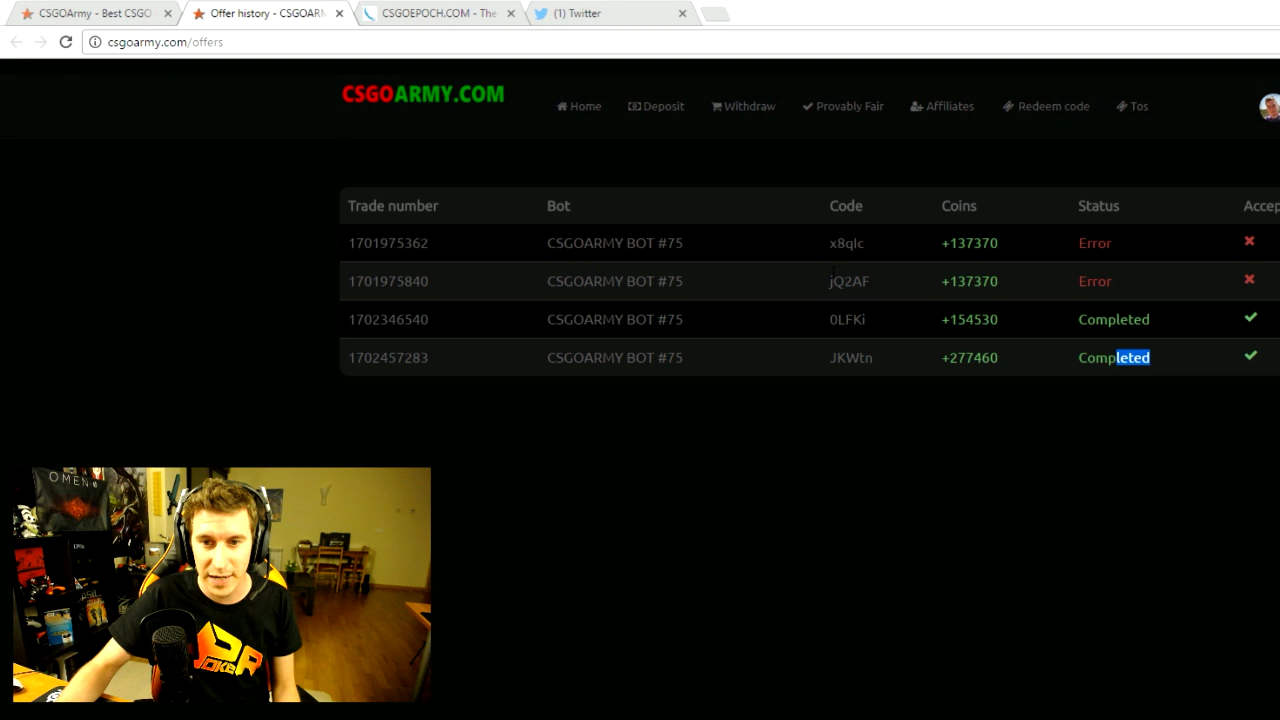 CSGOArmy - Best CSGO
Offer history - CSGOARM
CSGOEPOCH.COM - The
(1) Twitter
csgoarmy.com/offers
CSGOARMY.COM
Home
Deposit
Withdraw
Provably Fair
Affiliates
Redeem code
Tos
Trade number Bot Code Coins Status Accep
1701975362 CSGOARMY BOT #75 x8qIc +137370 Error
1701975840 CSGOARMY BOT #75 jQ2AF +137370 Error
1702346540 CSGOARMY BOT #75 0LFKi +154530 Completed
1702457283 CSGOARMY BOT #75 JKWtn +277460 Completed
OMEN